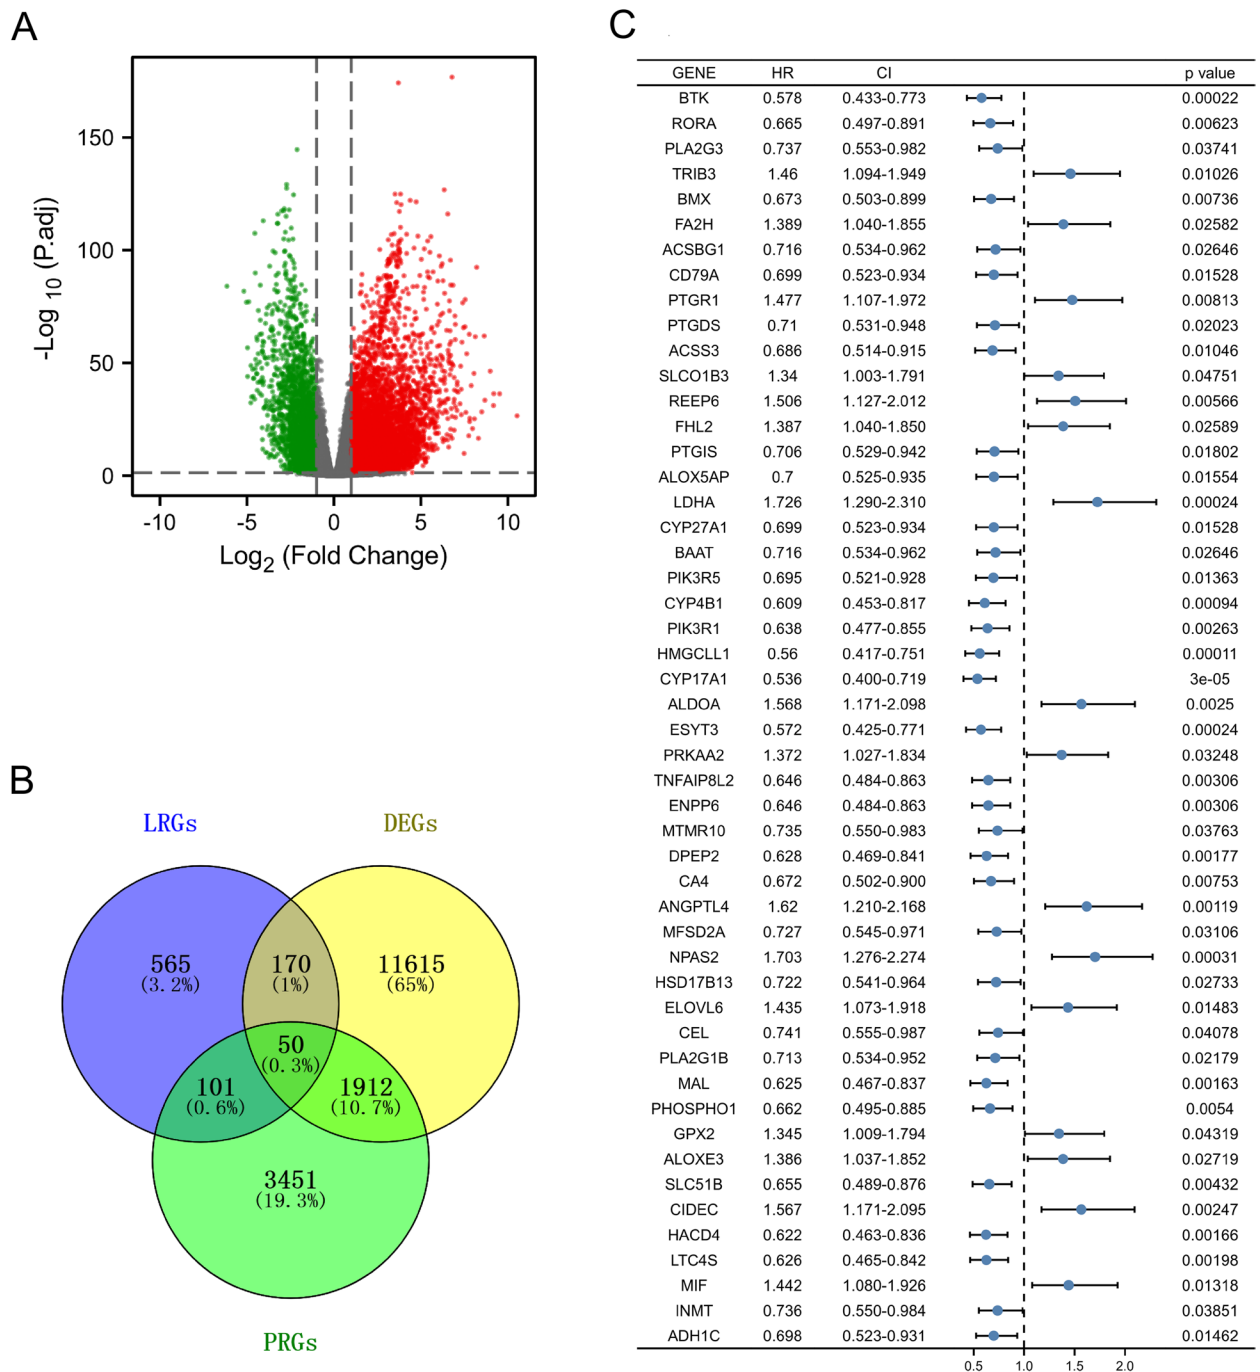 A
-Log 10 (P.adj)
150
100
50
0
-10 -5 0 5 10
Log2 (Fold Change)
B
LRGs DEGs
565 (3.2%)
170 (1%)
11615 (65%)
50 (0.3%)
101 (0.6%)
1912 (10.7%)
3451 (19.3%)
PRGs
C
GENE HR CI p value
BTK 0.578 0.433-0.773 0.00022
RORA 0.665 0.497-0.891 0.00623
PLA2G3 0.737 0.553-0.982 0.03741
TRIB3 1.46 1.094-1.949 0.01026
BMX 0.673 0.503-0.899 0.00736
FA2H 1.389 1.040-1.855 0.02582
ACSBG1 0.716 0.534-0.962 0.02646
CD79A 0.699 0.523-0.934 0.01528
PTGR1 1.477 1.107-1.972 0.00813
PTGDS 0.71 0.531-0.948 0.02023
ACSS3 0.686 0.514-0.915 0.01046
SLCO1B3 1.34 1.003-1.791 0.04751
REEP6 1.506 1.127-2.012 0.00566
FHL2 1.387 1.040-1.850 0.02589
PTGIS 0.706 0.529-0.942 0.01802
ALOX5AP 0.7 0.525-0.935 0.01554
LDHA 1.726 1.290-2.310 0.00024
CYP27A1 0.699 0.523-0.934 0.01528
BAAT 0.716 0.534-0.962 0.02646
PIK3R5 0.695 0.521-0.928 0.01363
CYP4B1 0.609 0.453-0.817 0.00094
PIK3R1 0.638 0.477-0.855 0.00263
HMGCLL1 0.56 0.417-0.751 0.00011
CYP17A1 0.536 0.400-0.719 3e-05
ALDOA 1.568 1.171-2.098 0.0025
ESYT3 0.572 0.425-0.771 0.00024
PRKAA2 1.372 1.027-1.834 0.03248
TNFAIP8L2 0.646 0.484-0.863 0.00306
ENPP6 0.646 0.484-0.863 0.00306
MTMR10 0.735 0.550-0.983 0.03763
DPEP2 0.628 0.469-0.841 0.00177
CA4 0.672 0.502-0.900 0.00753
ANGPTL4 1.62 1.210-2.168 0.00119
MFSD2A 0.727 0.545-0.971 0.03106
NPAS2 1.703 1.276-2.274 0.00031
HSD17B13 0.722 0.541-0.964 0.02733
ELOVL6 1.435 1.073-1.918 0.01483
CEL 0.741 0.555-0.987 0.04078
PLA2G1B 0.713 0.534-0.952 0.02179
MAL 0.625 0.467-0.837 0.00163
PHOSPHO1 0.662 0.495-0.885 0.0054
GPX2 1.345 1.009-1.794 0.04319
ALOXE3 1.386 1.037-1.852 0.02719
SLC51B 0.655 0.489-0.876 0.00432
CIDEC 1.567 1.171-2.095 0.00247
HACD4 0.622 0.463-0.836 0.00166
LTC4S 0.626 0.465-0.842 0.00198
MIF 1.442 1.080-1.926 0.01318
INMT 0.736 0.550-0.984 0.03851
ADH1C 0.698 0.523-0.931 0.01462
0.5 1.0 1.5 2.0